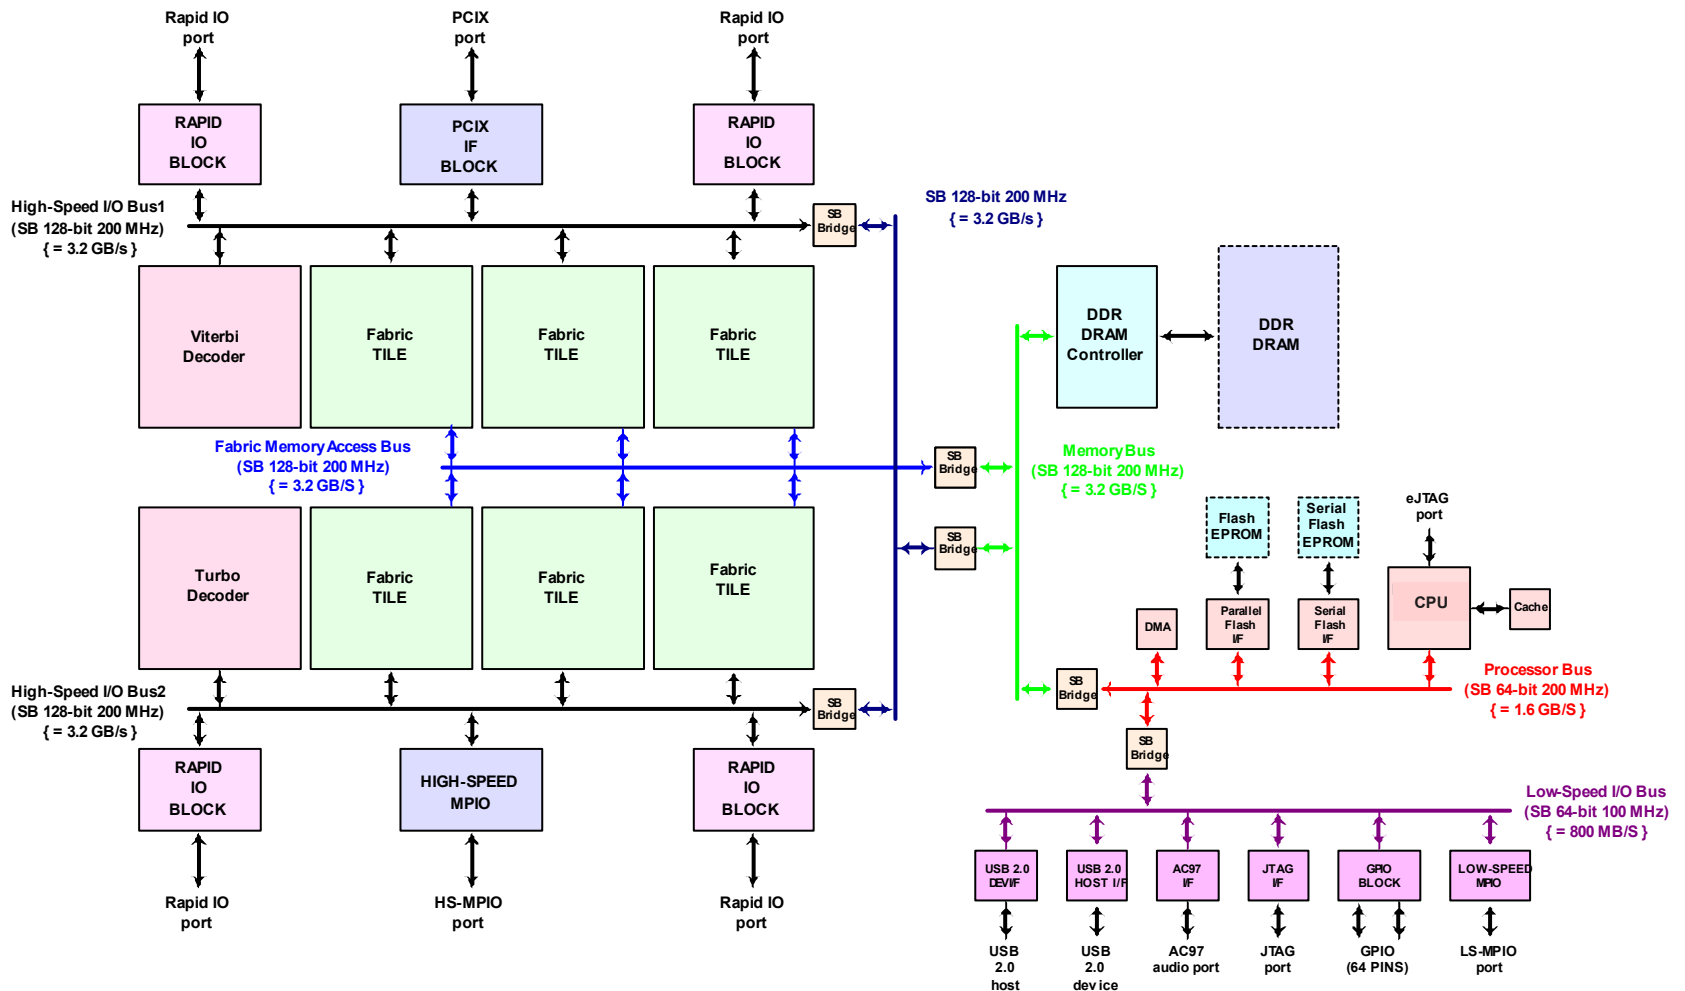 Rapid IO
port
PCIX
port
Rapid IO
port
RAPID
IO
BLOCK
PCIX
IF
BLOCK
RAPID
IO
BLOCK
High-Speed I/O Bus1
(SB 128-bit 200 MHz)
{ = 3.2 GB/s }
SB
Bridge
SB 128-bit 200 MHz
{ = 3.2 GB/s }
Viterbi
Decoder
Fabric
TILE
Fabric
TILE
Fabric
TILE
DDR
DRAM
Controller
DDR
DRAM
Fabric Memory Access Bus
(SB 128-bit 200 MHz)
{ = 3.2 GB/S }
SB
Bridge
Memory Bus
(SB 128-bit 200 MHz)
{ = 3.2 GB/S }
Turbo
Decoder
Fabric
TILE
Fabric
TILE
Fabric
TILE
SB
Bridge
Flash
EPROM
Serial
Flash
EPROM
eJTAG
port
DMA
Parallel
Flash
I/F
Serial
Flash
I/F
CPU
Cache
High-Speed I/O Bus2
(SB 128-bit 200 MHz)
{ = 3.2 GB/s }
SB
Bridge
SB
Bridge
Processor Bus
(SB 64-bit 200 MHz)
{ = 1.6 GB/S }
SB
Bridge
RAPID
IO
BLOCK
HIGH-SPEED
MPIO
RAPID
IO
BLOCK
Low-Speed I/O Bus
(SB 64-bit 100 MHz)
{ = 800 MB/S }
USB 2.0
DEVI/F
USB 2.0
HOST I/F
AC97
I/F
JTAG
I/F
GPIO
BLOCK
LOW-SPEED
MPIO
Rapid IO
port
HS-MPIO
port
Rapid IO
port
USB
2.0
host
USB
2.0
device
AC97
audio port
JTAG
port
GPIO
(64 PINS)
LS-MPIO
port